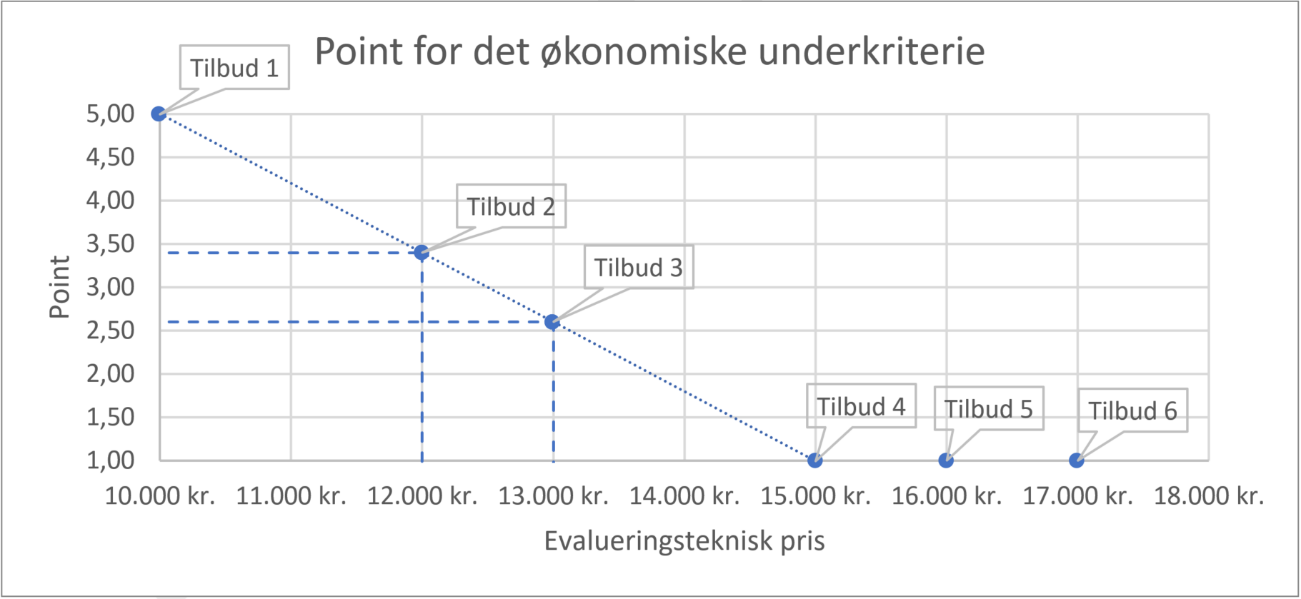 Point for det økonomiske underkriterie
Tilbud 1
5,00
4,50
4,00
Tilbud 2
3,50
Tilbud 3
3,00
Point
2,50
2,00
Tilbud 4
Tilbud 5
Tilbud 6
1,50
1,00
10.000 kr. 11.000 kr. 12.000 kr. 13.000 kr. 14.000 kr. 15.000 kr. 16.000 kr. 17.000 kr. 18.000 kr.
Evalueringsteknisk pris